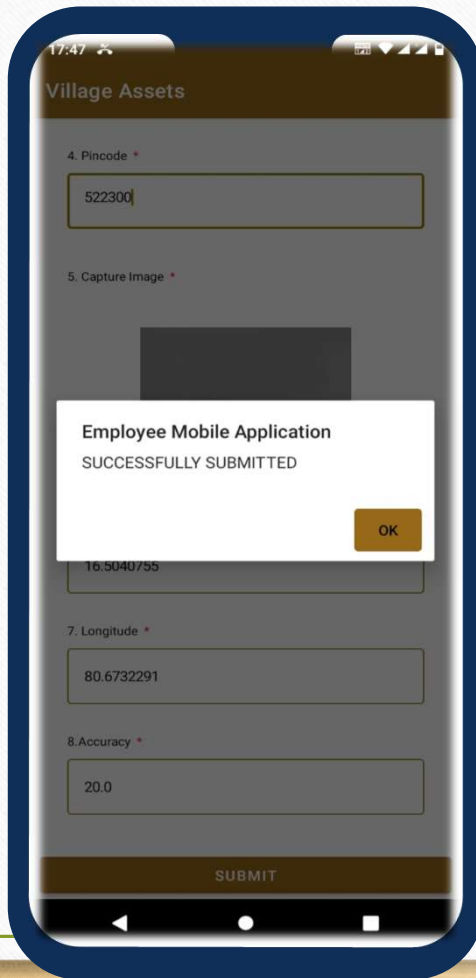 17:47
Village Assets
4. Pincode *
522300
5. Capture Image *
Employee Mobile Application
SUCCESSFULLY SUBMITTED
OK
16.5040755
7. Longitude *
80.6732291
8.Accuracy *
20.0
SUBMIT